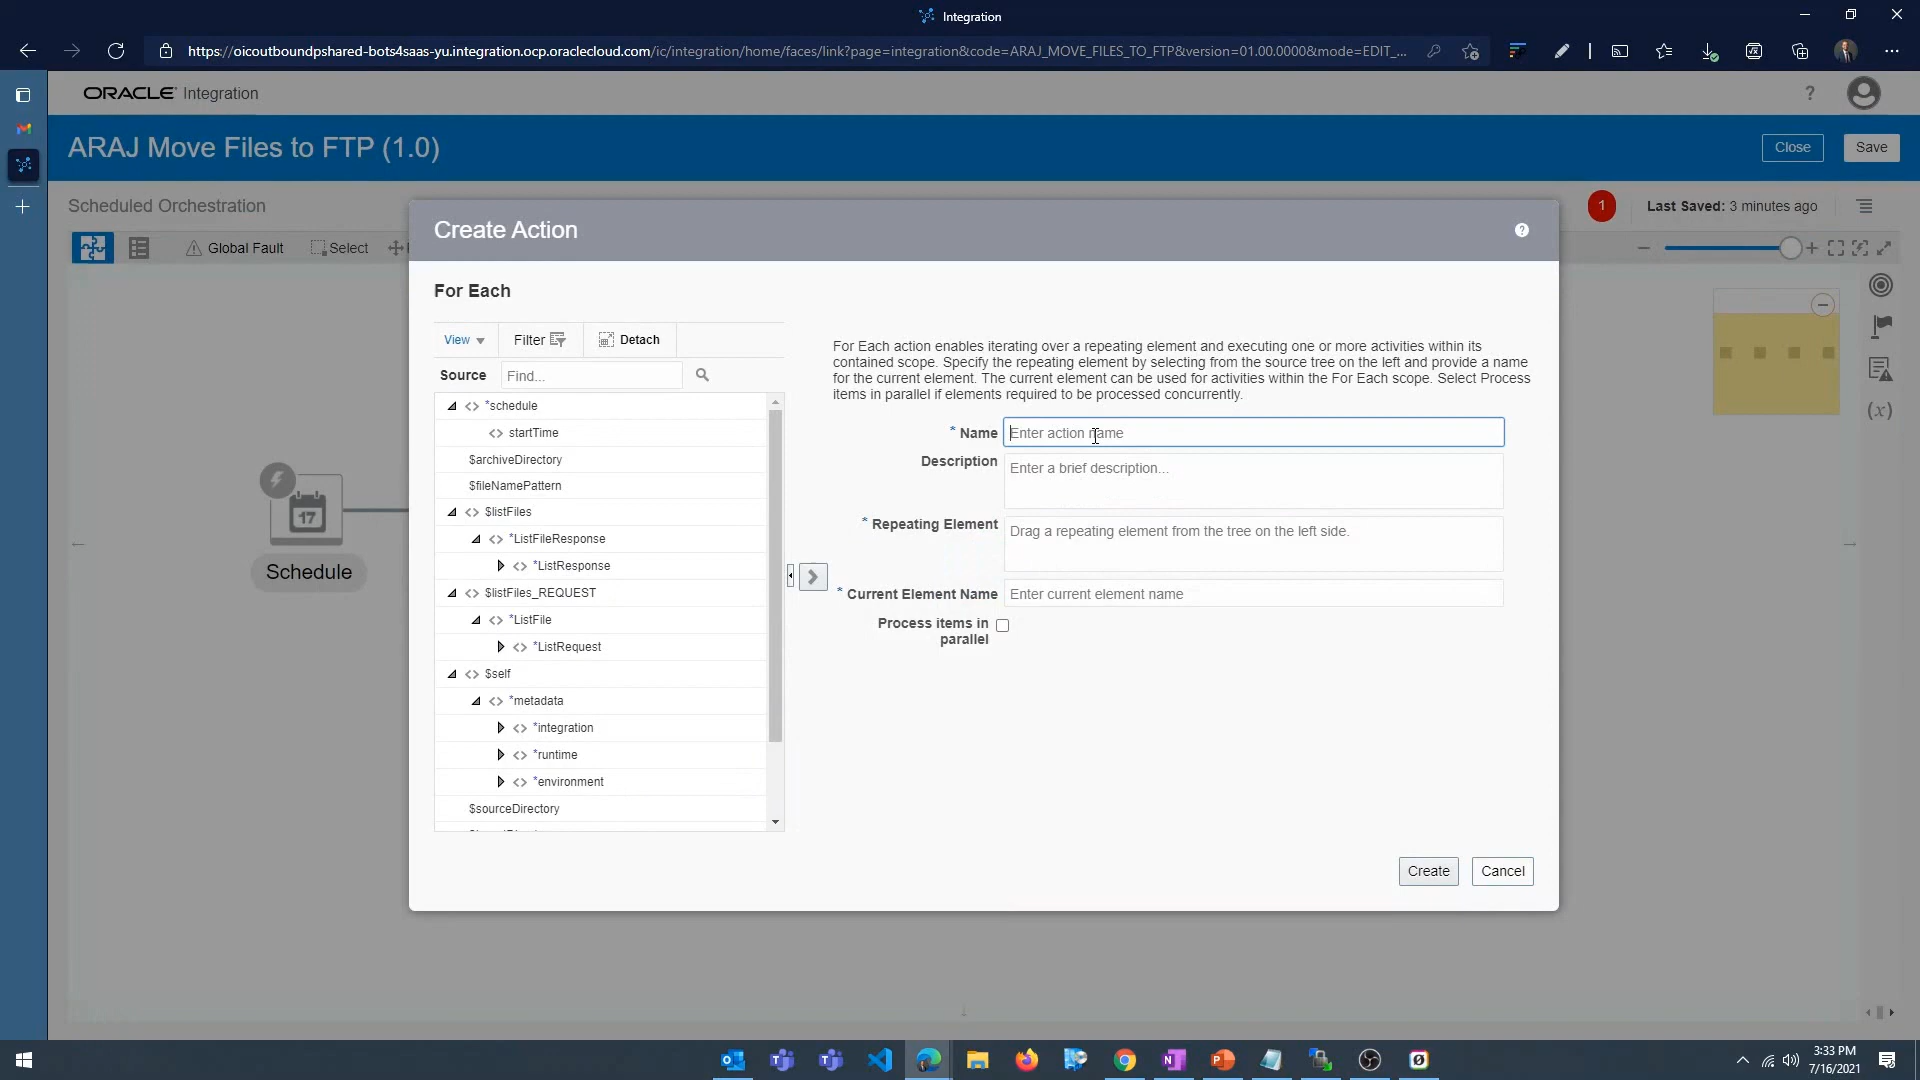 Integration
https://oicoutboundpshared-bots4saas-yu.integration.ocp.oraclecloud.com/ic/integration/home/faces/link?page=integration&code=ARAJ_MOVE_FILES_TO_FTP&version=01.00.0000&mode=EDIT_...
ORACLE Integration
?
ARAJ Move Files to FTP (1.0)
Close
Save
Scheduled Orchestration
1
Last Saved: 3 minutes ago
Global Fault
Select
Create Action
?
For Each
View
Filter
Detach
Source
Find...
*schedule
startTime
$archiveDirectory
$fileNamePattern
$listFiles
*ListFileResponse
*ListResponse
$listFiles_REQUEST
*ListFile
*ListRequest
$self
*metadata
*integration
*runtime
*environment
$sourceDirectory
For Each action enables iterating over a repeating element and executing one or more activities within its
contained scope. Specify the repeating element by selecting from the source tree on the left and provide a name
for the current element. The current element can be used for activities within the For Each scope. Select Process
items in parallel if elements required to be processed concurrently.
* Name
Enter action name
Description
Enter a brief description...
* Repeating Element
Drag a repeating element from the tree on the left side.
* Current Element Name
Enter current element name
Process items in
parallel
Create
Cancel
17
Schedule
(x)
3:33 PM
7/16/2021